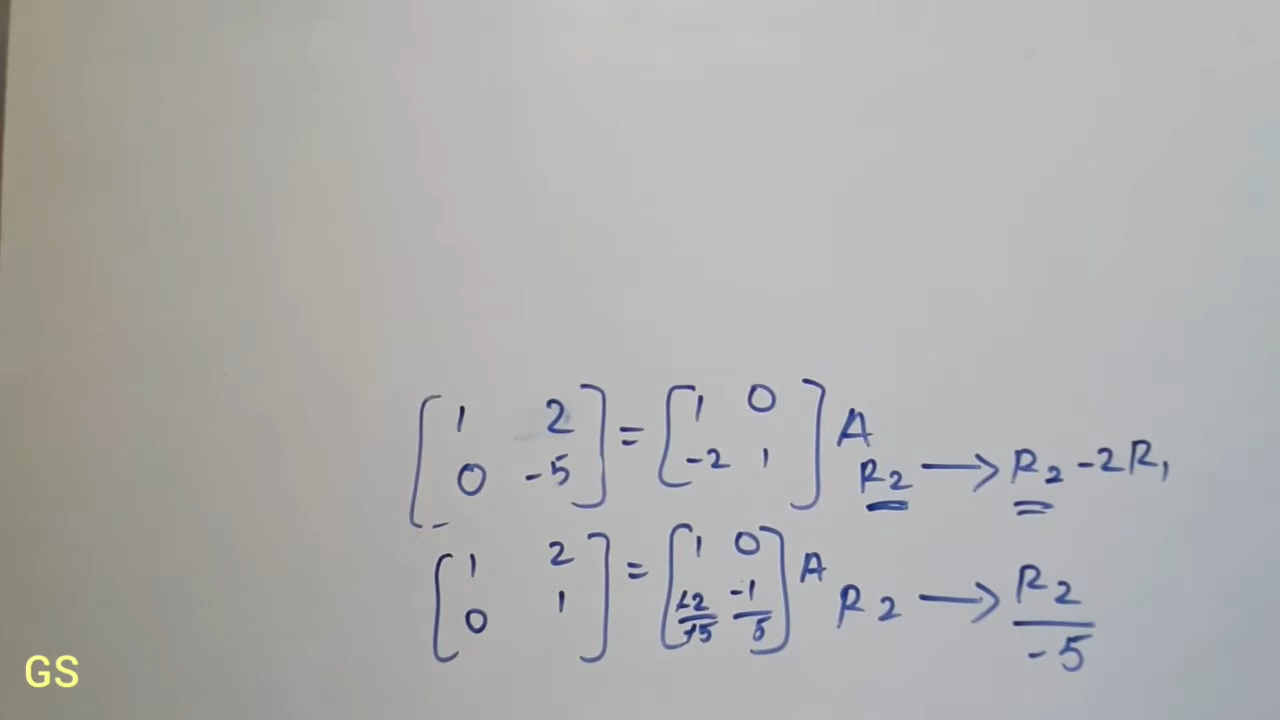 [1 2
0 -5] = [1 0
-2 1] A R2 → R2 - 2R1
[1 2
0 1] = [1 0
+2/+5 -1/5] A R2 → R2/-5
GS